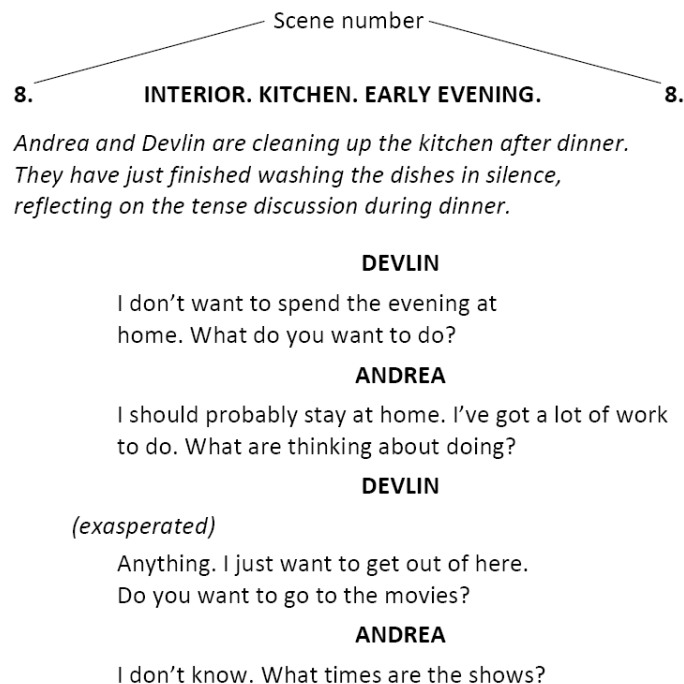 Scene number
8. INTERIOR. KITCHEN. EARLY EVENING. 8.
Andrea and Devlin are cleaning up the kitchen after dinner.
They have just finished washing the dishes in silence,
reflecting on the tense discussion during dinner.
DEVLIN
I don’t want to spend the evening at
home. What do you want to do?
ANDREA
I should probably stay at home. I’ve got a lot of work
to do. What are thinking about doing?
DEVLIN
(exasperated)
Anything. I just want to get out of here.
Do you want to go to the movies?
ANDREA
I don’t know. What times are the shows?